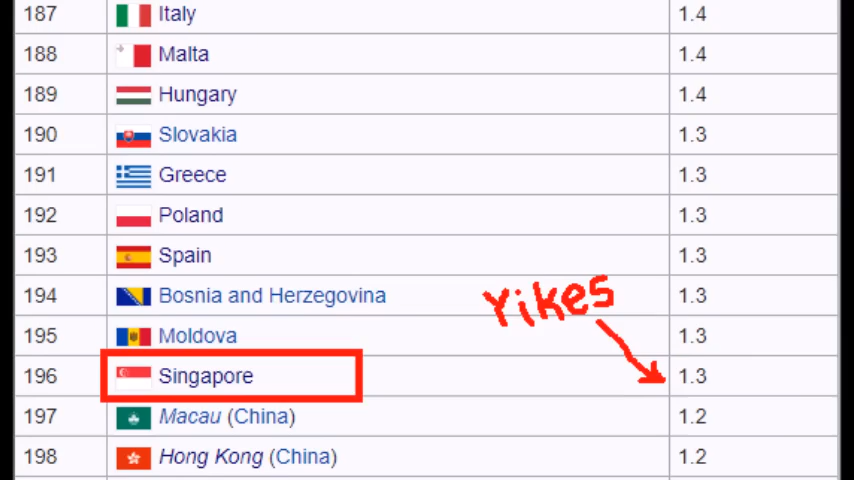 187 Italy 1.4
188 Malta 1.4
189 Hungary 1.4
190 Slovakia 1.3
191 Greece 1.3
192 Poland 1.3
193 Spain 1.3
194 Bosnia and Herzegovina 1.3
Yikes
195 Moldova 1.3
196 Singapore 1.3
197 Macau (China) 1.2
198 Hong Kong (China) 1.2